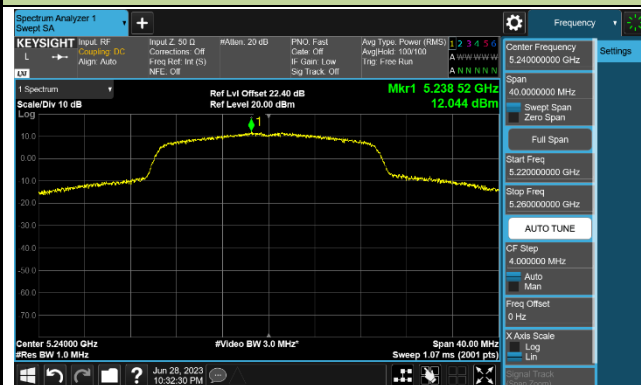 Spectrum Analyzer 1
Swept SA
Frequency
KEYSIGHT
L
LXI
Input: RF
Coupling: DC
Align: Auto
Input Z: 50 Ω
Corrections: Off
Freq Ref: Int (S)
NFE: Off
#Atten: 20 dB
PNO: Fast
Gate: Off
IF Gain: Low
Sig Track: Off
Avg Type: Power (RMS)
Avg|Hold: 100/100
Trig: Free Run
1 2 3 4 5 6
A W W W W W
A N N N N N
1 Spectrum
Scale/Div 10 dB
Log
Ref Lvl Offset 22.40 dB
Ref Level 20.00 dBm
Mkr1 5.238 52 GHz
12.044 dBm
1
10.0
0.00
-10.0
-20.0
-30.0
-40.0
-50.0
-60.0
-70.0
Center 5.24000 GHz
#Res BW 1.0 MHz
#Video BW 3.0 MHz*
Span 40.00 MHz
Sweep 1.07 ms (2001 pts)
Jun 28, 2023
10:32:30 PM
Center Frequency
5.240000000 GHz
Span
40.0000000 MHz
Swept Span
Zero Span
Full Span
Start Freq
5.220000000 GHz
Stop Freq
5.260000000 GHz
AUTO TUNE
CF Step
4.000000 MHz
Auto
Man
Freq Offset
0 Hz
X Axis Scale
Log
Lin
Signal Track
(Span Zoom)
Settings